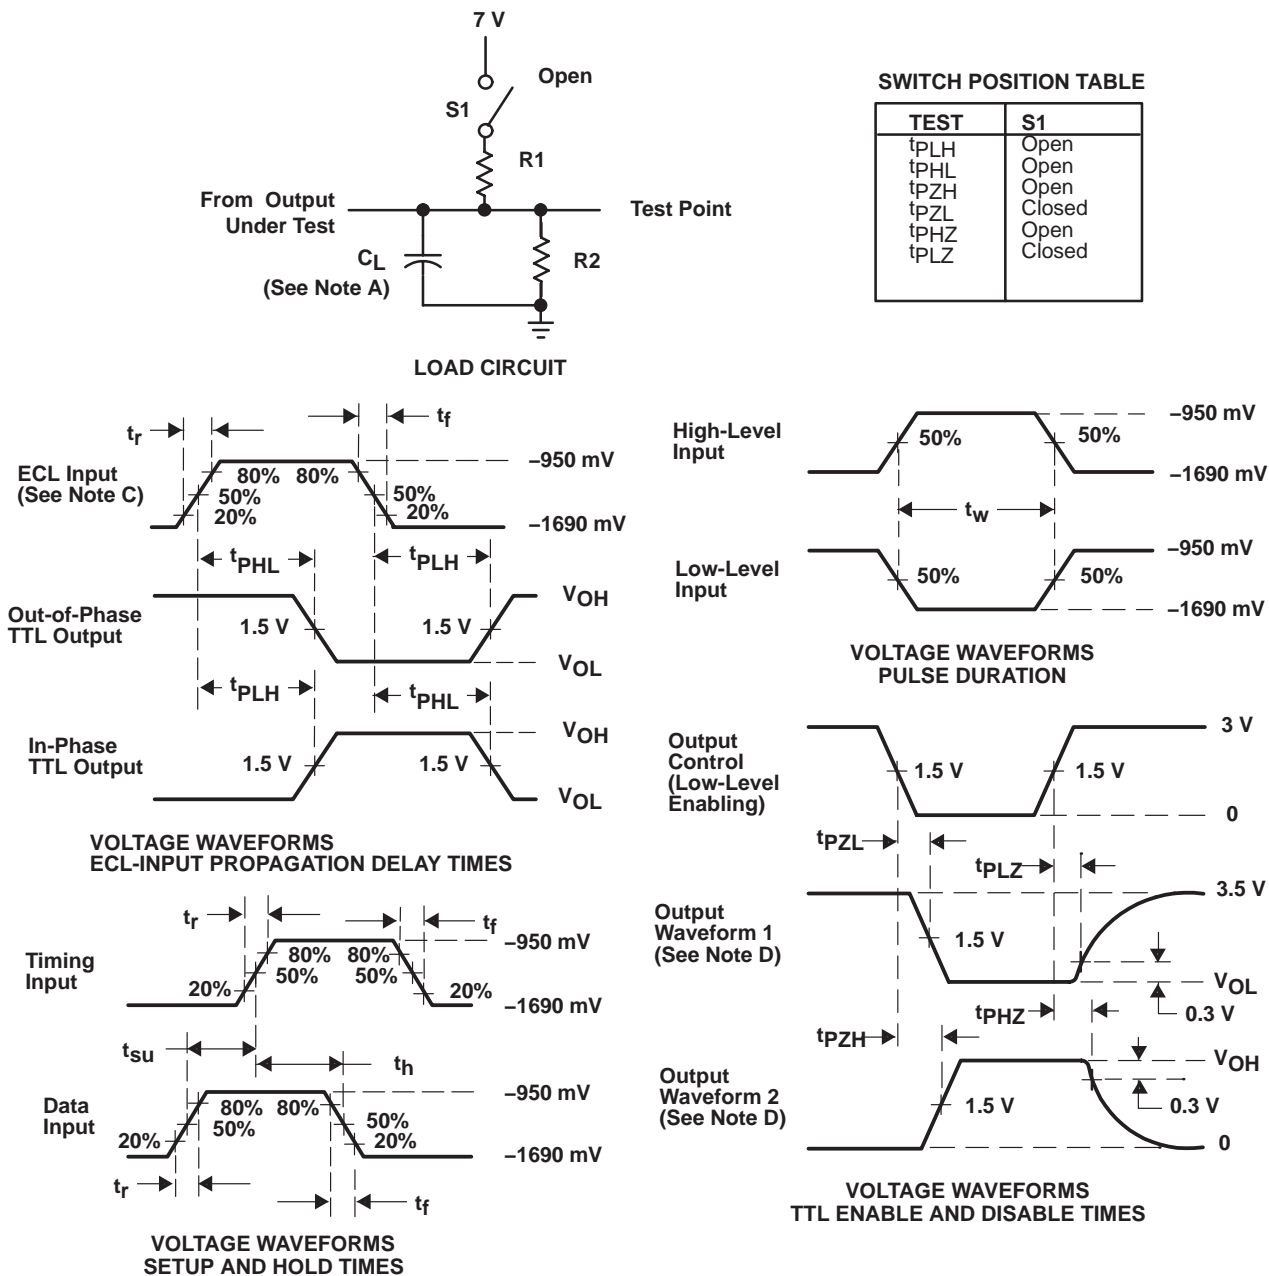 7 V
Open
S1
R1
From Output
Under Test
Test Point
CL
(See Note A)
R2
LOAD CIRCUIT
SWITCH POSITION TABLE
TEST S1
tPLH Open
tPHL Open
tPZH Open
tPZL Closed
tPHZ Open
tPLZ Closed
tr
tf
ECL Input
(See Note C)
80% 80%
50% 50%
20% 20%
–950 mV
–1690 mV
tPHL tPLH
Out-of-Phase
TTL Output
1.5 V 1.5 V
VOH
VOL
tPLH tPHL
In-Phase
TTL Output
1.5 V 1.5 V
VOH
VOL
VOLTAGE WAVEFORMS
ECL-INPUT PROPAGATION DELAY TIMES
High-Level
Input
50% 50%
–950 mV
–1690 mV
tw
Low-Level
Input
50% 50%
–950 mV
–1690 mV
VOLTAGE WAVEFORMS
PULSE DURATION
tr tf
Timing
Input
80% 80%
50% 50%
20% 20%
–950 mV
–1690 mV
tsu th
Data
Input
80% 80%
50% 50%
20% 20%
–950 mV
–1690 mV
tr tf
VOLTAGE WAVEFORMS
SETUP AND HOLD TIMES
Output
Control
(Low-Level
Enabling)
1.5 V 1.5 V
3 V
0
tPZL tPLZ
Output
Waveform 1
(See Note D)
1.5 V
3.5 V
VOL
0.3 V
tPHZ
tPZH
Output
Waveform 2
(See Note D)
1.5 V
VOH
0.3 V
0
VOLTAGE WAVEFORMS
TTL ENABLE AND DISABLE TIMES